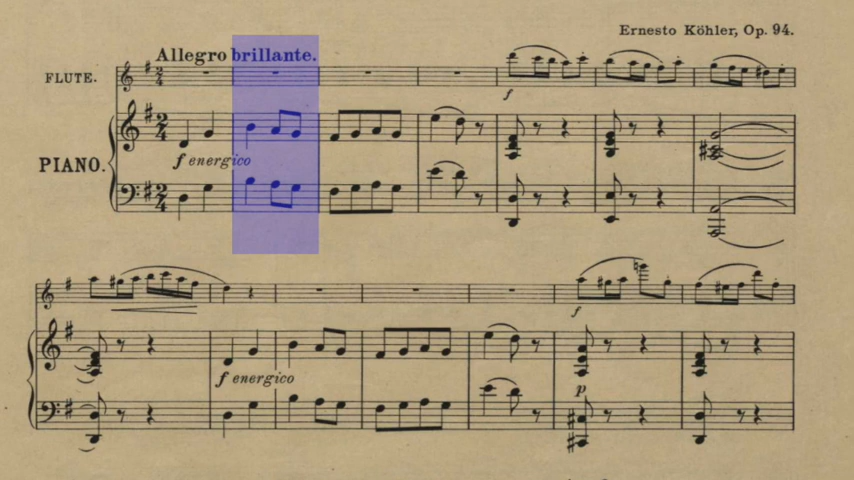 Ernesto Köhler, Op. 94.
Allegro brillante.
FLUTE.
f
PIANO.
f energico
f
f energico
p